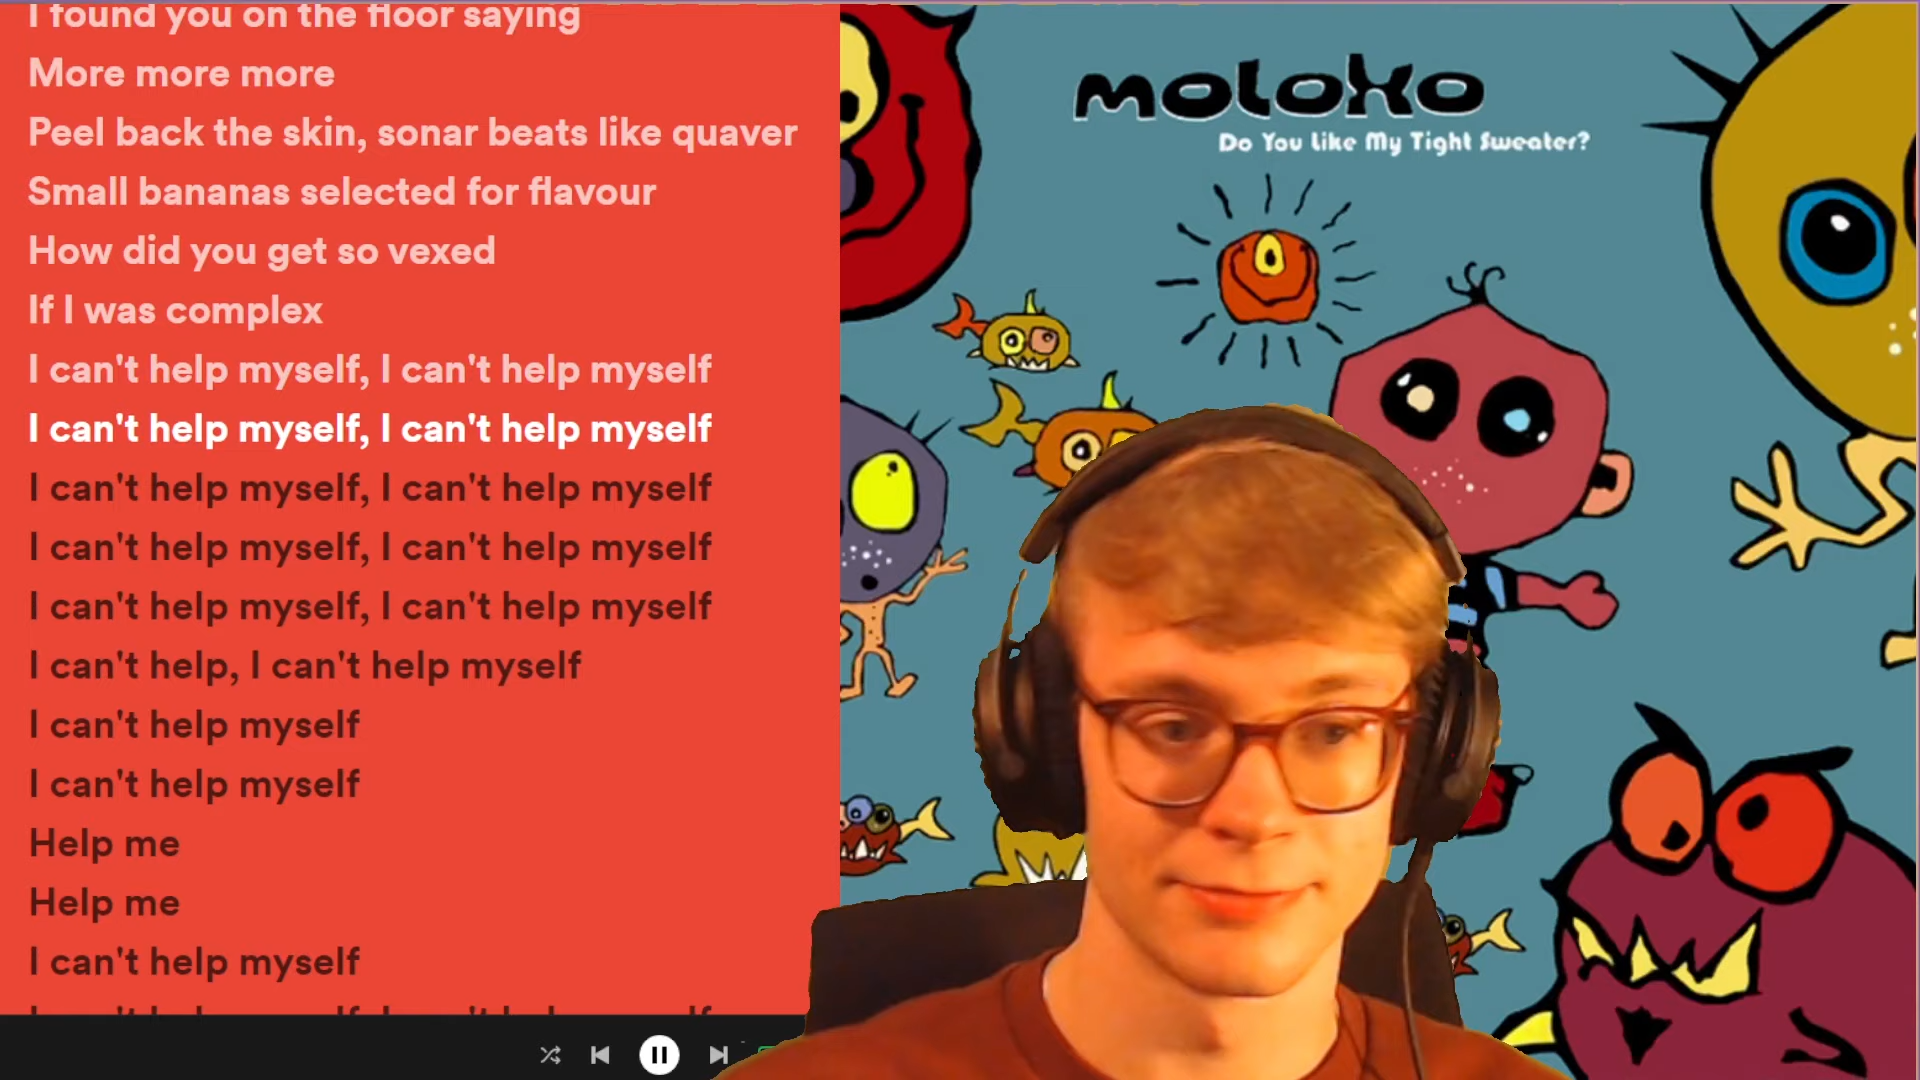 I found you on the floor saying
More more more
Peel back the skin, sonar beats like quaver
Small bananas selected for flavour
How did you get so vexed
If I was complex
I can't help myself, I can't help myself
I can't help myself, I can't help myself
I can't help myself, I can't help myself
I can't help myself, I can't help myself
I can't help myself, I can't help myself
I can't help, I can't help myself
I can't help myself
I can't help myself
Help me
Help me
I can't help myself
moloko
Do You Like My Tight Sweater?